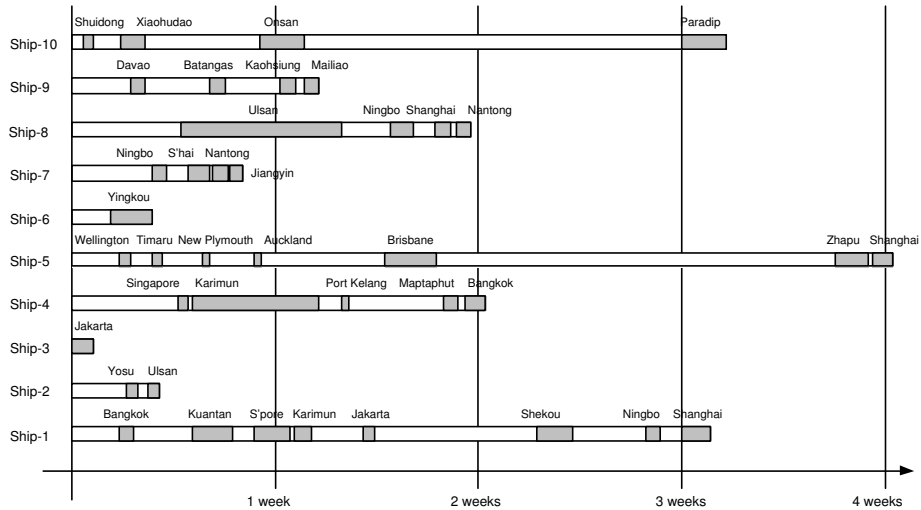 Shuidong Xiaohudao Onsan Paradip
Ship-10
Davao Batangas Kaohsiung Mailiao
Ship-9
Ulsan Ningbo Shanghai Nantong
Ship-8
Ningbo S'hai Nantong
Ship-7 Jiangyin
Yingkou
Ship-6
Wellington Timaru New Plymouth Auckland Brisbane Zhapu Shanghai
Ship-5
Singapore Karimun Port Kelang Maptaphut Bangkok
Ship-4
Jakarta
Ship-3
Yosu Ulsan
Ship-2
Bangkok Kuantan S'pore Karimun Jakarta Shekou Ningbo Shanghai
Ship-1
1 week 2 weeks 3 weeks 4 weeks